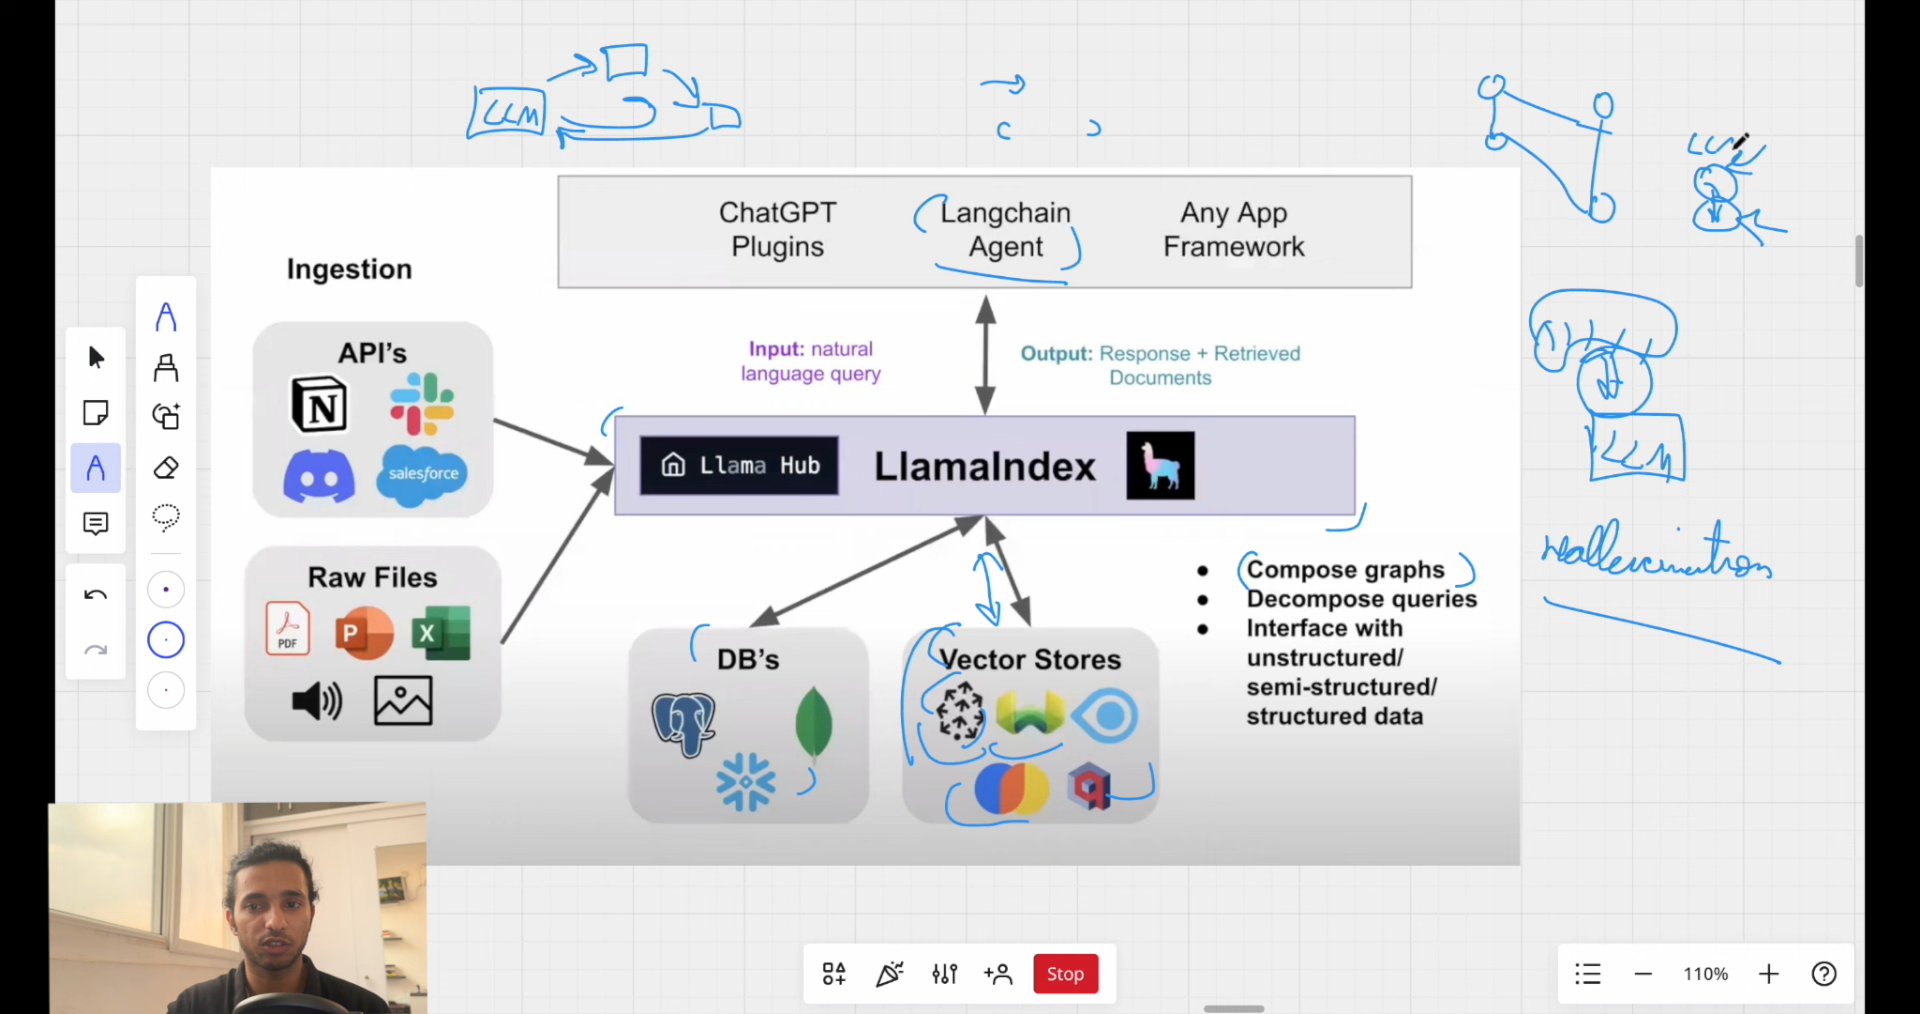 LLM
ChatGPT
Plugins
Langchain
Agent
Any App
Framework
Ingestion
API's
N
salesforce
Input: natural
language query
Output: Response + Retrieved
Documents
Llama Hub
LlamaIndex
Raw Files
PDF
P
X
DB's
Vector Stores
Compose graphs
Decompose queries
Interface with
unstructured/
semi-structured/
structured data
LLM
Stop
110%